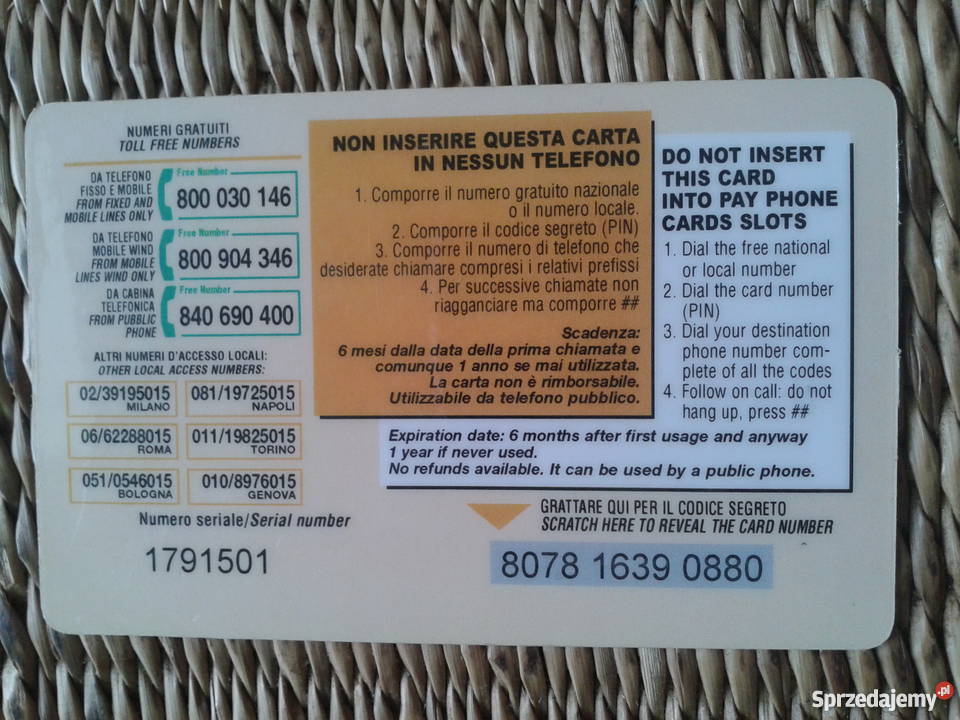 NUMERI GRATUITI
TOLL FREE NUMBERS
DA TELEFONO
FISSO E MOBILE
FROM FIXED AND
MOBILE LINES ONLY
Free Number
800 030 146
DA TELEFONO
MOBILE WIND
FROM MOBILE
LINES WIND ONLY
Free Number
800 904 346
DA CABINA
TELEFONICA
FROM PUBBLIC
PHONE
Free Number
840 690 400
ALTRI NUMERI D'ACCESSO LOCALI:
OTHER LOCAL ACCESS NUMBERS:
02/39195015
MILANO
081/19725015
NAPOLI
06/62288015
ROMA
011/19825015
TORINO
051/0546015
BOLOGNA
010/8976015
GENOVA
Numero seriale/Serial number
1791501
NON INSERIRE QUESTA CARTA
IN NESSUN TELEFONO
1. Comporre il numero gratuito nazionale
o il numero locale.
2. Comporre il codice segreto (PIN)
3. Comporre il numero di telefono che
desiderate chiamare compresi i relativi prefissi
4. Per successive chiamate non
riagganciare ma comporre ##
Scadenza:
6 mesi dalla data della prima chiamata e
comunque 1 anno se mai utilizzata.
La carta non è rimborsabile.
Utilizzabile da telefono pubblico.
DO NOT INSERT
THIS CARD
INTO PAY PHONE
CARDS SLOTS
1. Dial the free national
or local number
2. Dial the card number
(PIN)
3. Dial your destination
phone number com-
plete of all the codes
4. Follow on call: do not
hang up, press ##
Expiration date: 6 months after first usage and anyway
1 year if never used.
No refunds available. It can be used by a public phone.
GRATTARE QUI PER IL CODICE SEGRETO
SCRATCH HERE TO REVEAL THE CARD NUMBER
8078 1639 0880
Sprzedajemy.pl